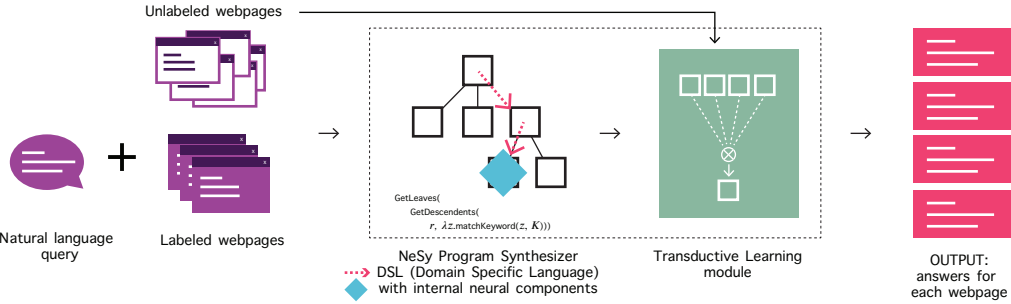 Unlabeled webpages
x
x
x
GetLeaves(
GetDescendents(
r, λz.matchKeyword(z, K)))
Natural language
query
Labeled webpages
NeSy Program Synthesizer
DSL (Domain Specific Language)
with internal neural components
Transductive Learning
module
OUTPUT:
answers for
each webpage